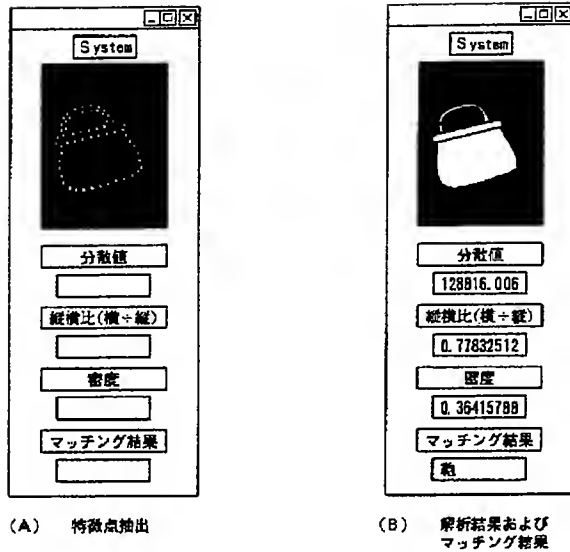 System
分散値
縦横比(横÷縦)
密度
マッチング結果
(A) 特徴点抽出
System
分散値
128816.006
縦横比(横÷縦)
0.77832512
密度
0.36415788
マッチング結果
鞄
(B) 解析結果および
マッチング結果